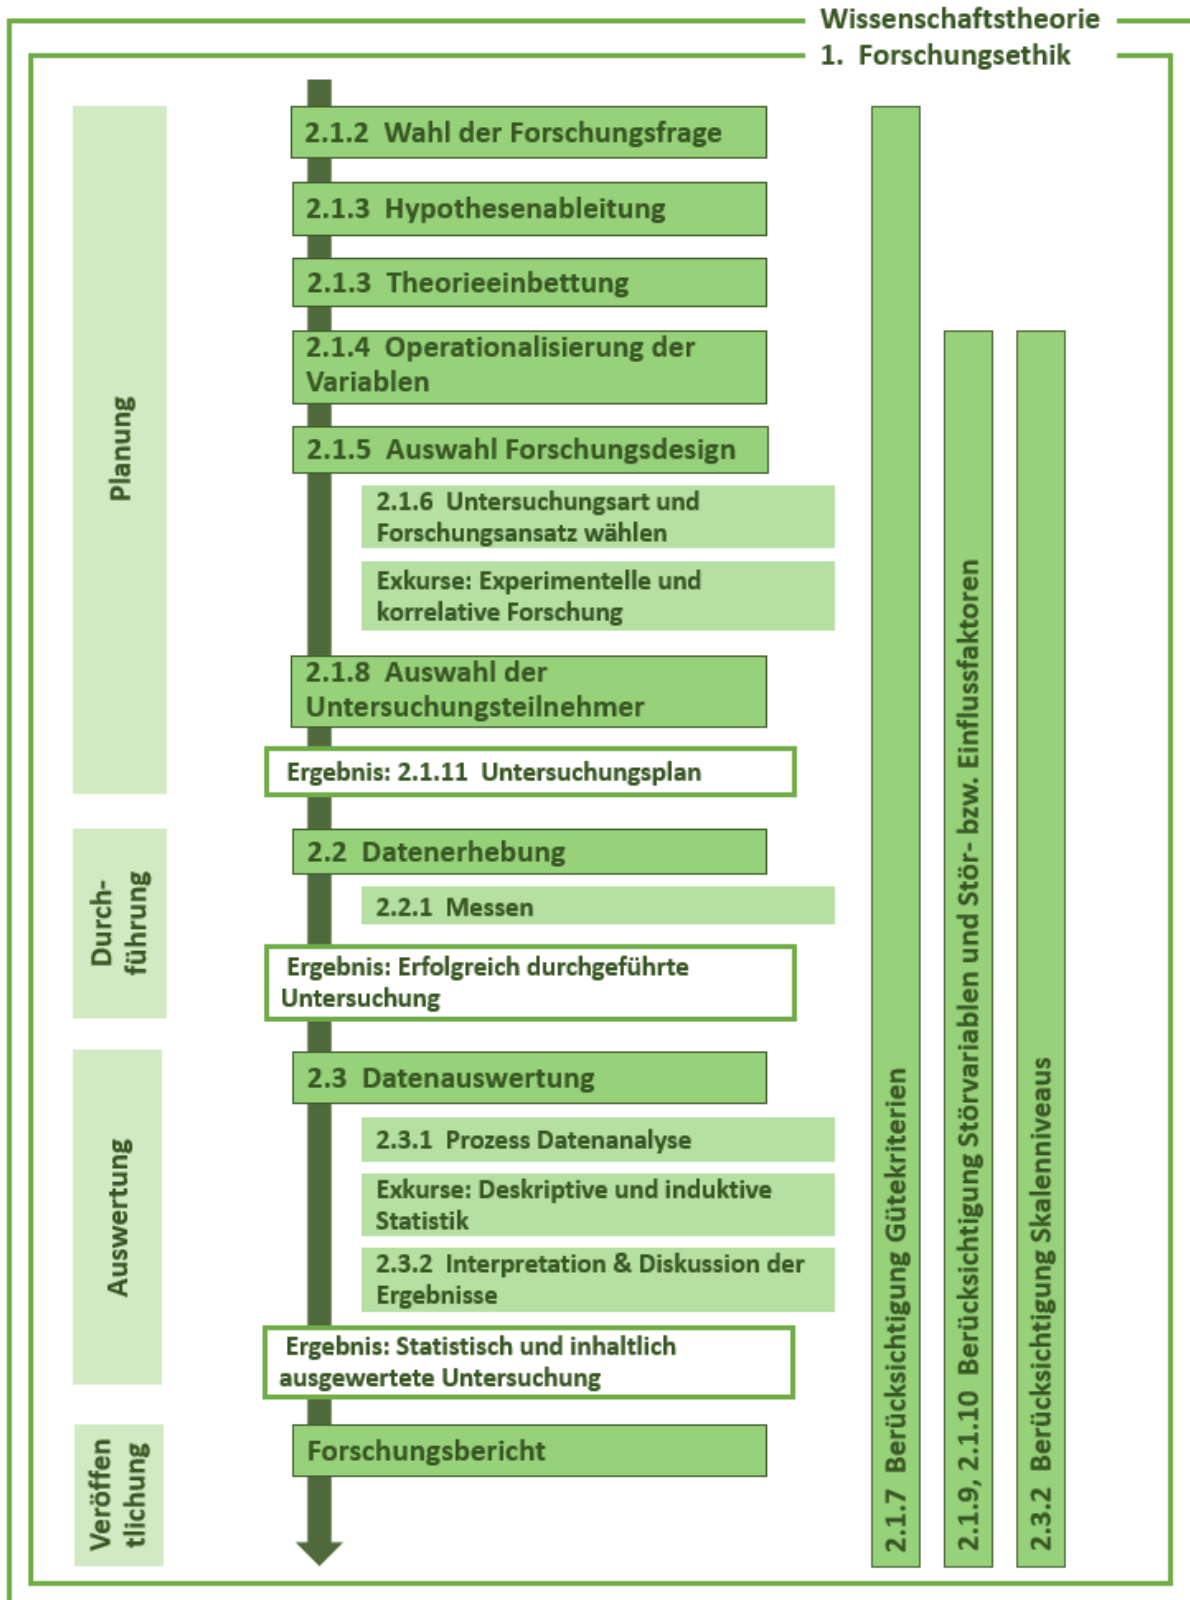 Wissenschaftstheorie
1. Forschungsethik
Planung
2.1.2 Wahl der Forschungsfrage
2.1.3 Hypothesenableitung
2.1.3 Theorieeinbettung
2.1.4 Operationalisierung der
Variablen
2.1.5 Auswahl Forschungsdesign
2.1.6 Untersuchungsart und
Forschungsansatz wählen
Exkurse: Experimentelle und
korrelative Forschung
2.1.8 Auswahl der
Untersuchungsteilnehmer
Ergebnis: 2.1.11 Untersuchungsplan
Durch-
führung
2.2 Datenerhebung
2.2.1 Messen
Ergebnis: Erfolgreich durchgeführte
Untersuchung
Auswertung
2.3 Datenauswertung
2.3.1 Prozess Datenanalyse
Exkurse: Deskriptive und induktive
Statistik
2.3.2 Interpretation & Diskussion der
Ergebnisse
Ergebnis: Statistisch und inhaltlich
ausgewertete Untersuchung
Veröffen
tlichung
Forschungsbericht
2.1.7 Berücksichtigung Gütekriterien
2.1.9, 2.1.10 Berücksichtigung Störvariablen und Stör- bzw. Einflussfaktoren
2.3.2 Berücksichtigung Skalenniveaus